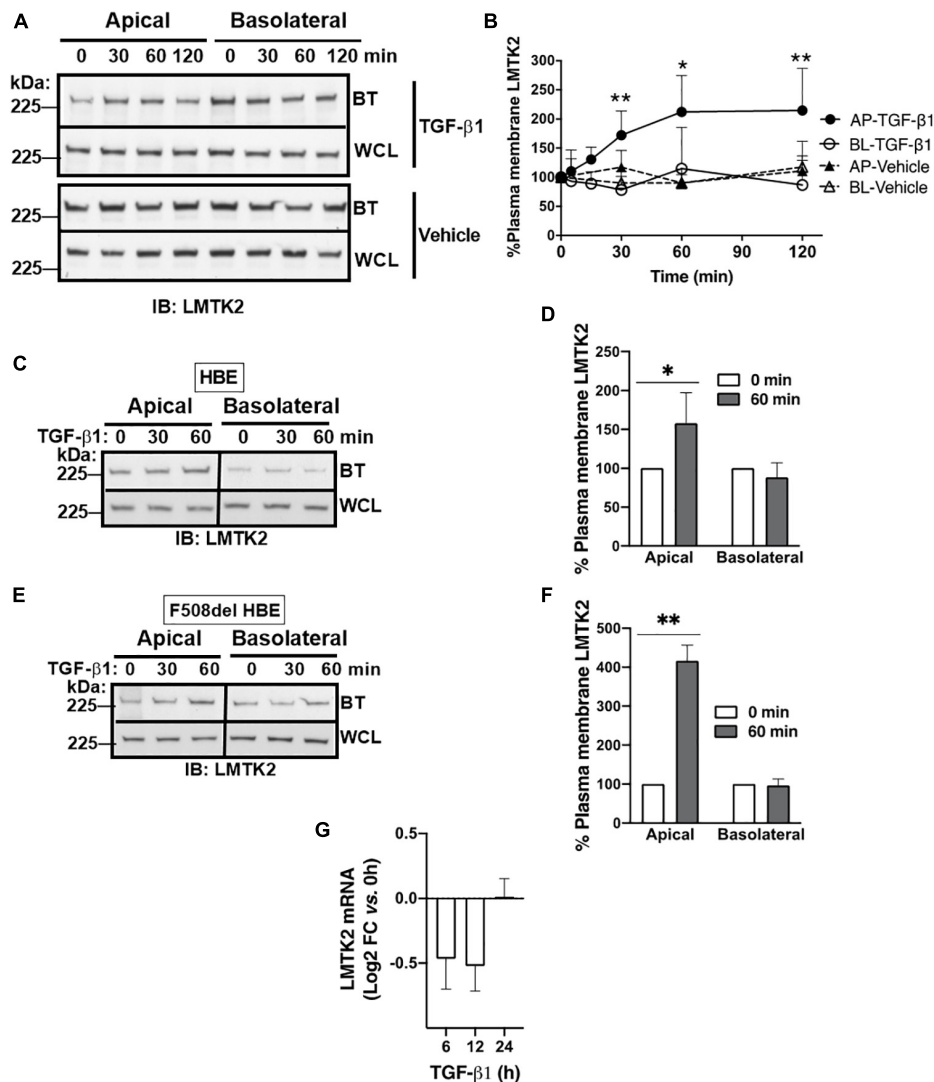 A
Apical Basolateral
0 30 60 120 0 30 60 120 min
kDa:
225 BT
TGF-β1
225 WCL
225 BT
Vehicle
225 WCL
IB: LMTK2
B
%Plasma membrane LMTK2
300
250
200
150
100
50
0
** * **
0 30 60 90 120
Time (min)
AP-TGF-β1
BL-TGF-β1
AP-Vehicle
BL-Vehicle
C
HBE
Apical Basolateral
TGF-β1: 0 30 60 0 30 60 min
kDa:
225 BT
225 WCL
IB: LMTK2
D
% Plasma membrane LMTK2
250
200
150
100
50
0
*
0 min
60 min
Apical Basolateral
E
F508del HBE
Apical Basolateral
TGF-β1: 0 30 60 0 30 60 min
kDa:
225 BT
225 WCL
IB: LMTK2
F
% Plasma membrane LMTK2
500
400
300
200
100
0
**
0 min
60 min
Apical Basolateral
G
LMTK2 mRNA
(Log2 FC vs. 0h)
0.5
0.0
-0.5
6 12 24
TGF-β1 (h)